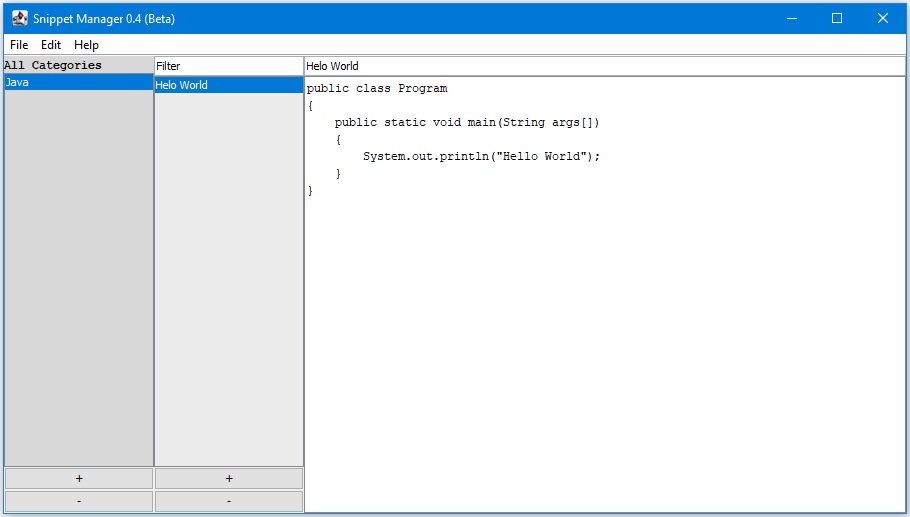 Snippet Manager 0.4 (Beta)
File Edit Help
All Categories
Java
+
-
Filter
Helo World
+
-
Helo World
public class Program
{
    public static void main(String args[])
    {
        System.out.println("Hello World");
    }
}